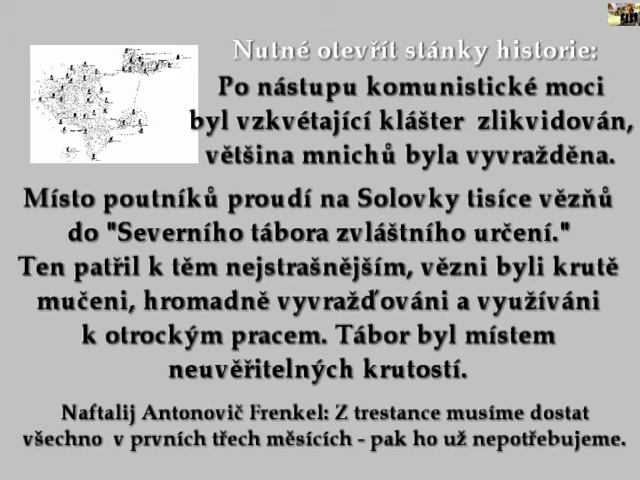 Nutné otevřít stánky historie:
Po nástupu komunistické moci
byl vzkvétající klášter zlikvidován,
většina mnichů byla vyvražděna.
Místo poutníků proudí na Solovky tisíce vězňů
do "Severního tábora zvláštního určení."
Ten patřil k těm nejstrašnějším, vězni byli krutě
mučeni, hromadně vyvražďováni a využíváni
k otrockým pracem. Tábor byl místem
neuvěřitelných krutostí.
Naftalij Antonovič Frenkel: Z trestance musíme dostat
všechno v prvních třech měsících - pak ho už nepotřebujeme.